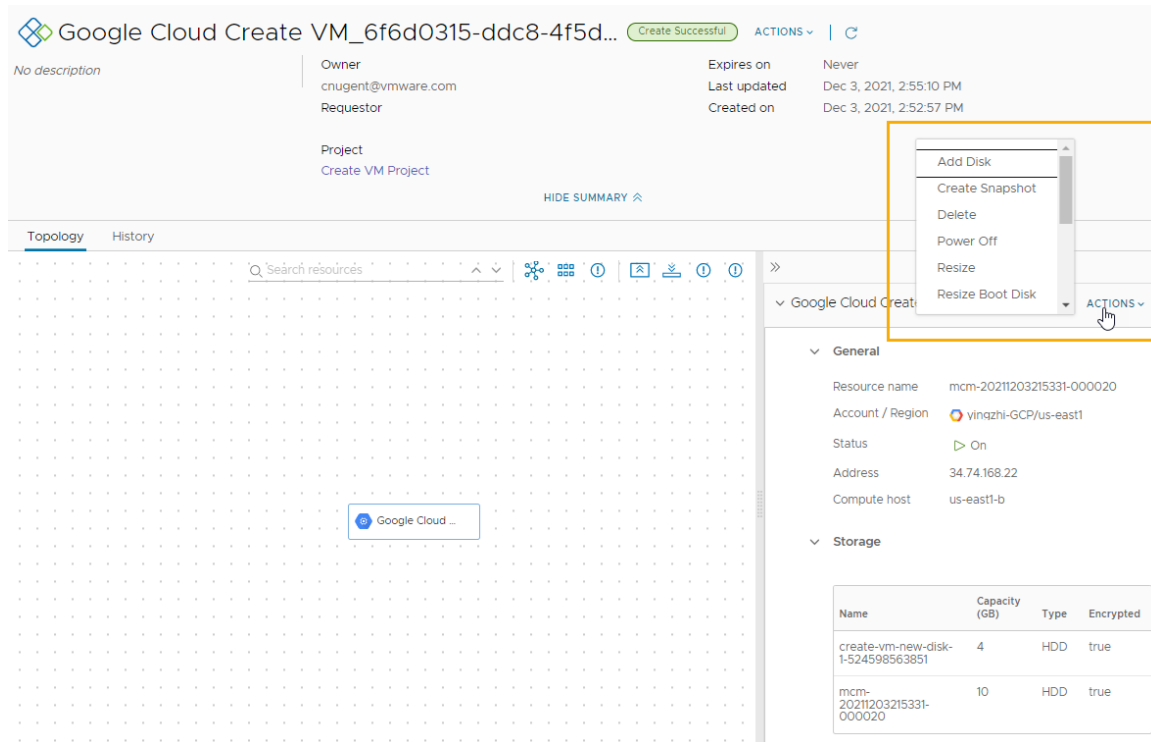 Google Cloud Create VM_6f6d0315-ddc8-4f5d... Create Successful ACTIONS
No description
Owner
cnugent@vmware.com
Requestor
Project
Create VM Project
Expires on Never
Last updated Dec 3, 2021, 2:55:10 PM
Created on Dec 3, 2021, 2:52:57 PM
HIDE SUMMARY
Add Disk
Create Snapshot
Delete
Power Off
Resize
Resize Boot Disk
Topology History
Search resources
Google Cloud Creat ACTIONS
General
Resource name mcm-20211203215331-000020
Account / Region yingzhi-GCP/us-east1
Status On
Address 34.74.168.22
Compute host us-east1-b
Google Cloud ...
Storage
Name Capacity (GB) Type Encrypted
create-vm-new-disk-
1-524598563851 4 HDD true
mcm-
20211203215331-
000020 10 HDD true